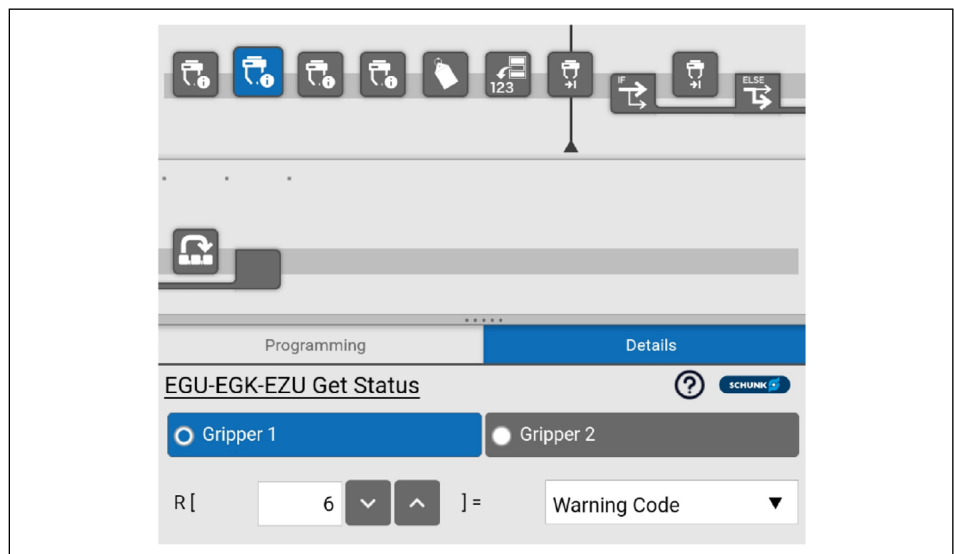 123
IF
ELSE
Programming
Details
EGU-EGK-EZU Get Status
?
SCHUNK
Gripper 1
Gripper 2
R [ 6 ] = Warning Code